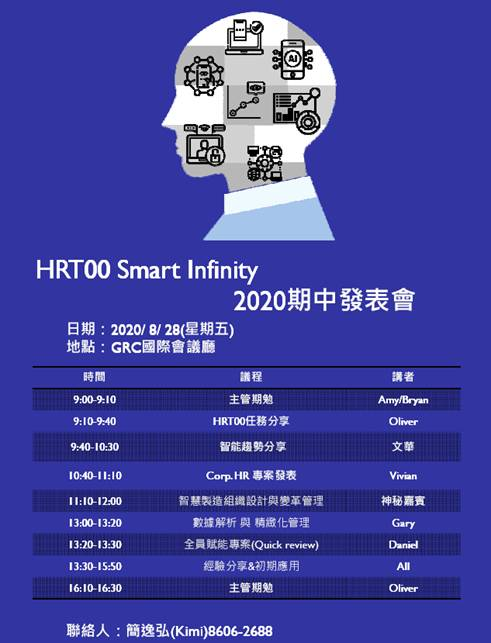 AI
HRT00 Smart Infinity
2020期中發表會
日期：2020/ 8/ 28(星期五)
地點：GRC國際會議廳
時間 議程 講者
9:00-9:10 主管期勉 Amy/Bryan
9:10-9:40 HRT00任務分享 Oliver
9:40-10:30 智能趨勢分享 文華
10:40-11:10 Corp. HR 專案發表 Vivian
11:10-12:00 智慧製造組織設計與變革管理 神秘嘉賓
13:00-13:20 數據解析 與 精緻化管理 Gary
13:20-13:30 全員賦能專案(Quick review) Daniel
13:30-15:50 經驗分享&初期應用 All
16:10-16:30 主管期勉 Oliver
聯絡人：簡逸弘(Kimi)8606-2688